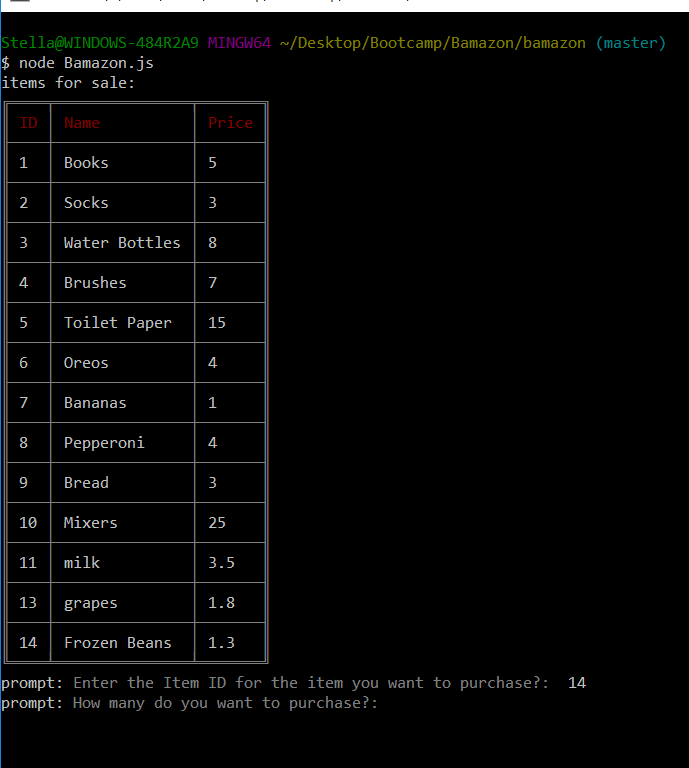 Stella@WINDOWS-484R2A9 MINGW64 ~/Desktop/Bootcamp/Bamazon/bamazon (master)
$ node Bamazon.js
items for sale:
ID Name Price
1 Books 5
2 Socks 3
3 Water Bottles 8
4 Brushes 7
5 Toilet Paper 15
6 Oreos 4
7 Bananas 1
8 Pepperoni 4
9 Bread 3
10 Mixers 25
11 milk 3.5
13 grapes 1.8
14 Frozen Beans 1.3
prompt: Enter the Item ID for the item you want to purchase?: 14
prompt: How many do you want to purchase?: